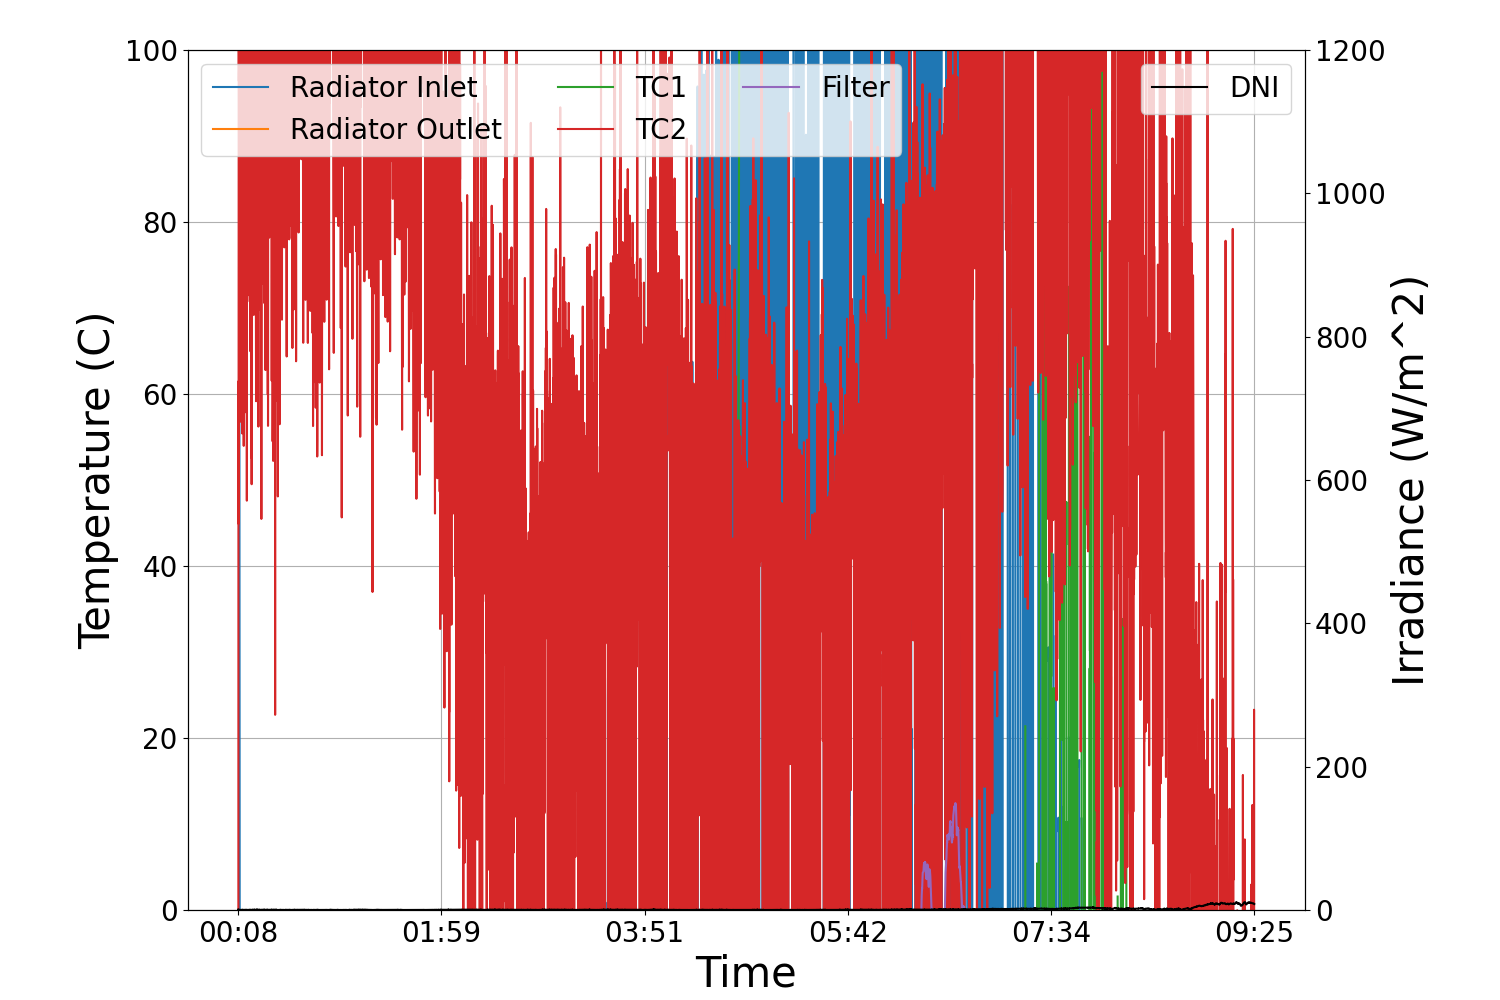 100
80
60
40
20
0
Temperature (C)
Radiator Inlet
Radiator Outlet
TC1
TC2
Filter
DNI
1200
1000
800
600
400
200
0
Irradiance (W/m^2)
00:08
01:59
03:51
05:42
07:34
09:25
Time